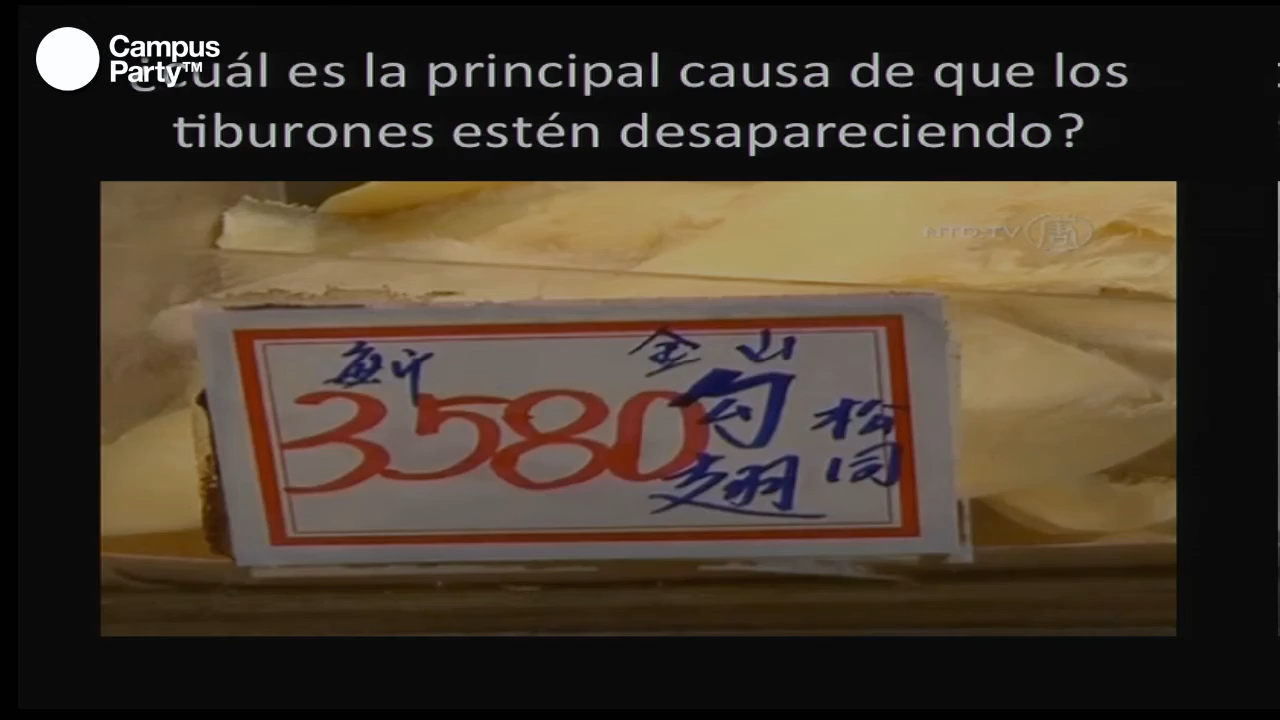 Campus
Party™
¿cuál es la principal causa de que los
tiburones estén desapareciendo?
NTD TV
金山
勾翅
3580